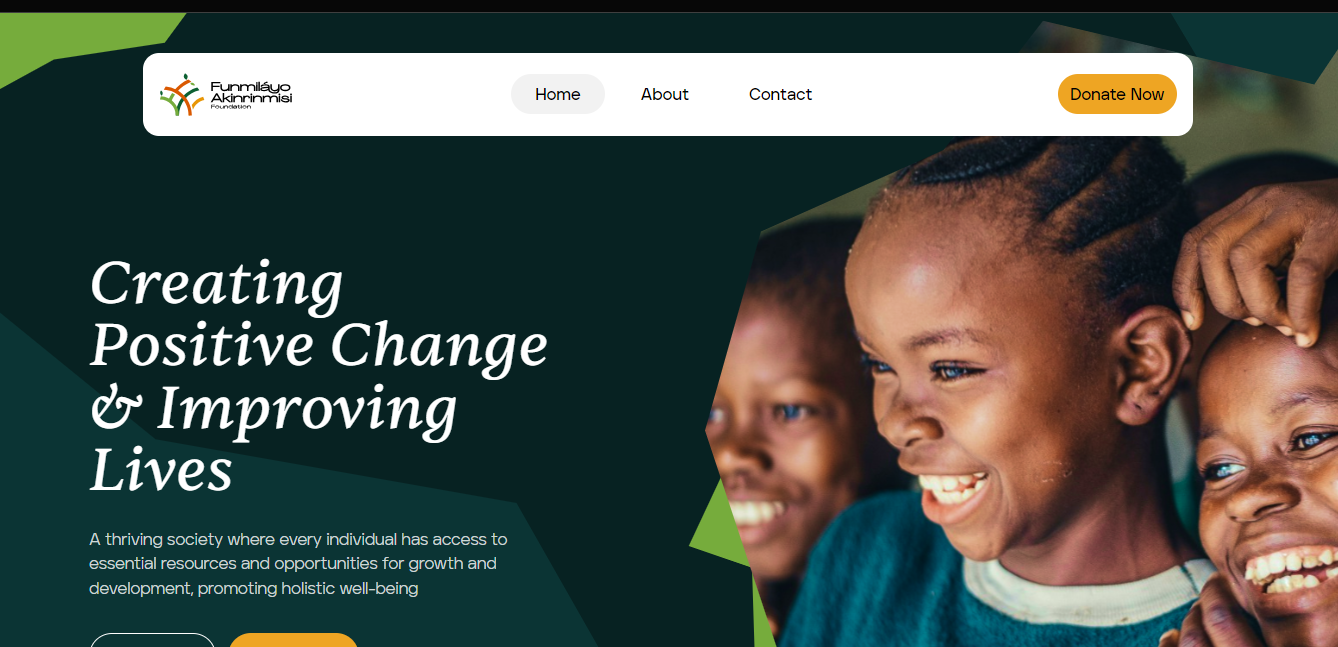 Funmiláyo
Akinrinmisi
Foundation
Home About Contact Donate Now
Creating
Positive Change
& Improving
Lives
A thriving society where every individual has access to
essential resources and opportunities for growth and
development, promoting holistic well-being